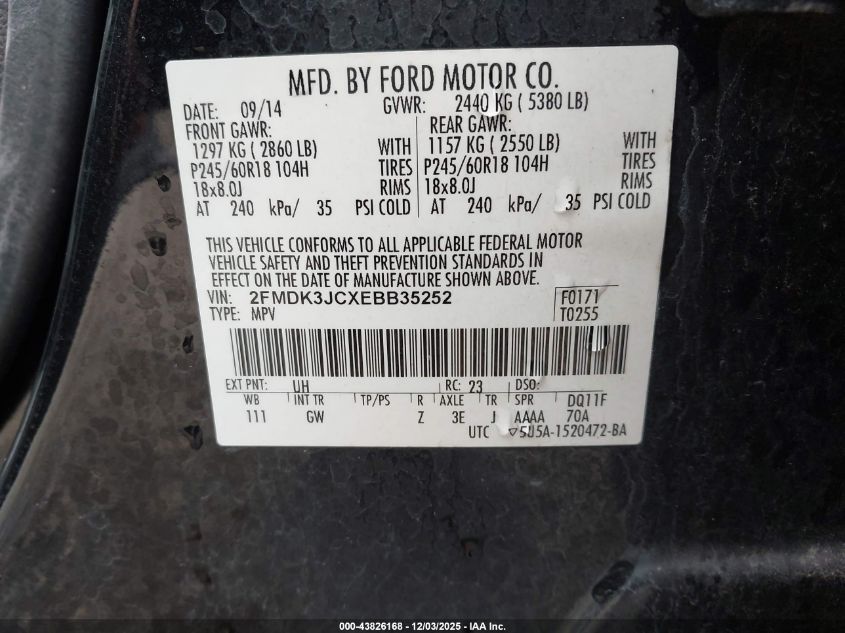 MFD. BY FORD MOTOR CO.
DATE: 09/14 GVWR: 2440 KG ( 5380 LB)
FRONT GAWR: REAR GAWR:
1297 KG ( 2860 LB) WITH 1157 KG ( 2550 LB) WITH
P245/60R18 104H TIRES P245/60R18 104H TIRES
18x8.0J RIMS 18x8.0J RIMS
AT 240 kPa/ 35 PSI COLD AT 240 kPa/ 35 PSI COLD
THIS VEHICLE CONFORMS TO ALL APPLICABLE FEDERAL MOTOR
VEHICLE SAFETY AND THEFT PREVENTION STANDARDS IN
EFFECT ON THE DATE OF MANUFACTURE SHOWN ABOVE.
VIN: 2FMDK3JCXEBB35252 F0171
TYPE: MPV T0255
EXT PNT: UH RC: 23 DSO:
WB INT TR TP/PS R AXLE TR SPR DQ11F
111 GW Z 3E J AAAA 70A
UTC ▽5U5A-1520472-BA
000-43826168 - 12/03/2025 - IAA Inc.